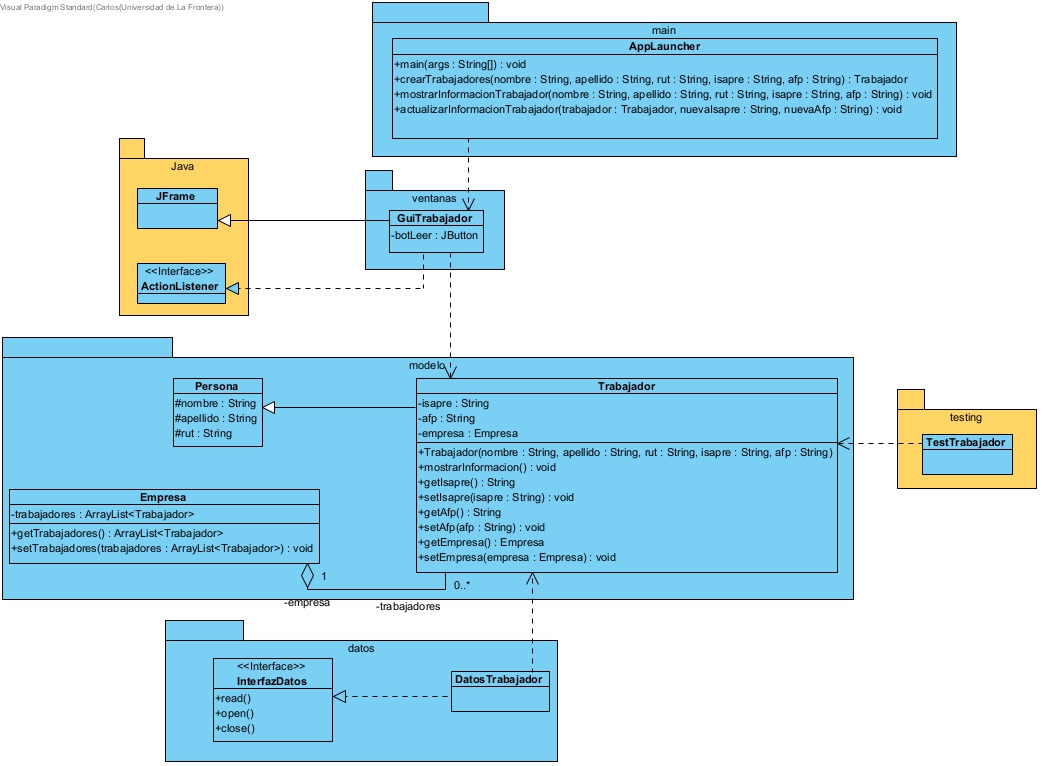 Visual Paradigm Standard(Carlos(Universidad de La Frontera))
main
AppLauncher
+main(args : String[]) : void
+crearTrabajadores(nombre : String, apellido : String, rut : String, isapre : String, afp : String) : Trabajador
+mostrarInformacionTrabajador(nombre : String, apellido : String, rut : String, isapre : String, afp : String) : void
+actualizarInformacionTrabajador(trabajador : Trabajador, nuevaIsapre : String, nuevaAfp : String) : void
Java
JFrame
<<Interface>>
ActionListener
ventanas
GuiTrabajador
-botLeer : JButton
modelo
Persona
#nombre : String
#apellido : String
#rut : String
Trabajador
-isapre : String
-afp : String
-empresa : Empresa
+Trabajador(nombre : String, apellido : String, rut : String, isapre : String, afp : String)
+mostrarInformacion() : void
+getIsapre() : String
+setIsapre(isapre : String) : void
+getAfp() : String
+setAfp(afp : String) : void
+getEmpresa() : Empresa
+setEmpresa(empresa : Empresa) : void
testing
TestTrabajador
Empresa
-trabajadores : ArrayList<Trabajador>
+getTrabajadores() : ArrayList<Trabajador>
+setTrabajadores(trabajadores : ArrayList<Trabajador>) : void
1
0..*
-empresa
-trabajadores
datos
<<Interface>>
InterfazDatos
+read()
+open()
+close()
DatosTrabajador